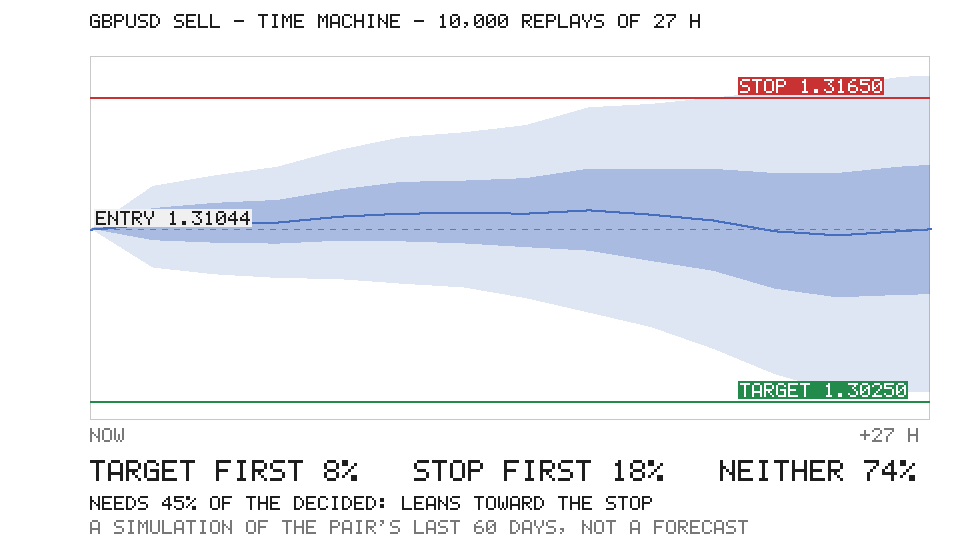 GBPUSD SELL - TIME MACHINE - 10,000 REPLAYS OF 27 H
STOP 1.31650
ENTRY 1.31044
TARGET 1.30250
NOW +27 H
TARGET FIRST 8% STOP FIRST 18% NEITHER 74%
NEEDS 45% OF THE DECIDED: LEANS TOWARD THE STOP
A SIMULATION OF THE PAIR'S LAST 60 DAYS, NOT A FORECAST